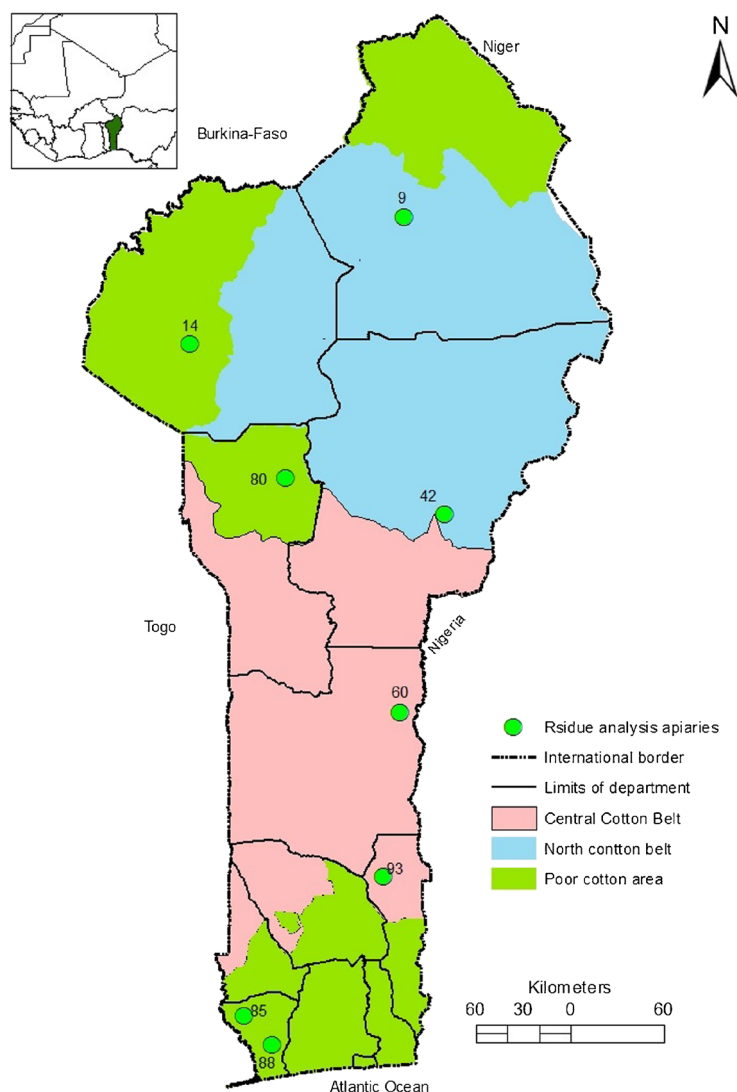 N
Niger
Burkina-Faso
9
14
80
42
Togo
Nigeria
60
Rsidue analysis apiaries
International border
Limits of department
Central Cotton Belt
North contton belt
Poor cotton area
93
85
88
Kilometers
60 30 0 60
Atlantic Ocean